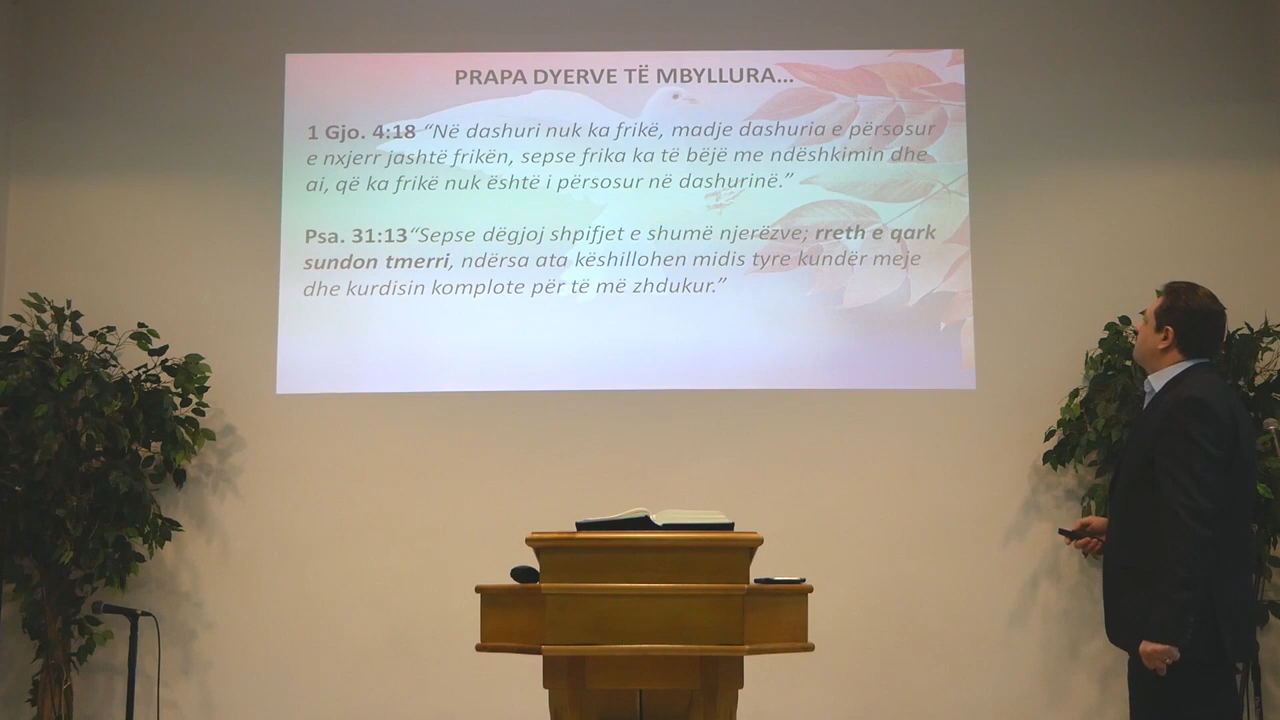 PRAPA DYERVE TË MBYLLURA...
1 Gjo. 4:18 “Në dashuri nuk ka frikë, madje dashuria e përsosur
e nxjerr jashtë frikën, sepse frika ka të bëjë me ndëshkimin dhe
ai, që ka frikë nuk është i përsosur në dashurinë.”
Psa. 31:13“Sepse dëgjoj shpifjet e shumë njerëzve; rreth e qark
sundon tmerri, ndërsa ata këshillohen midis tyre kundër meje
dhe kurdisin komplote për të më zhdukur.”